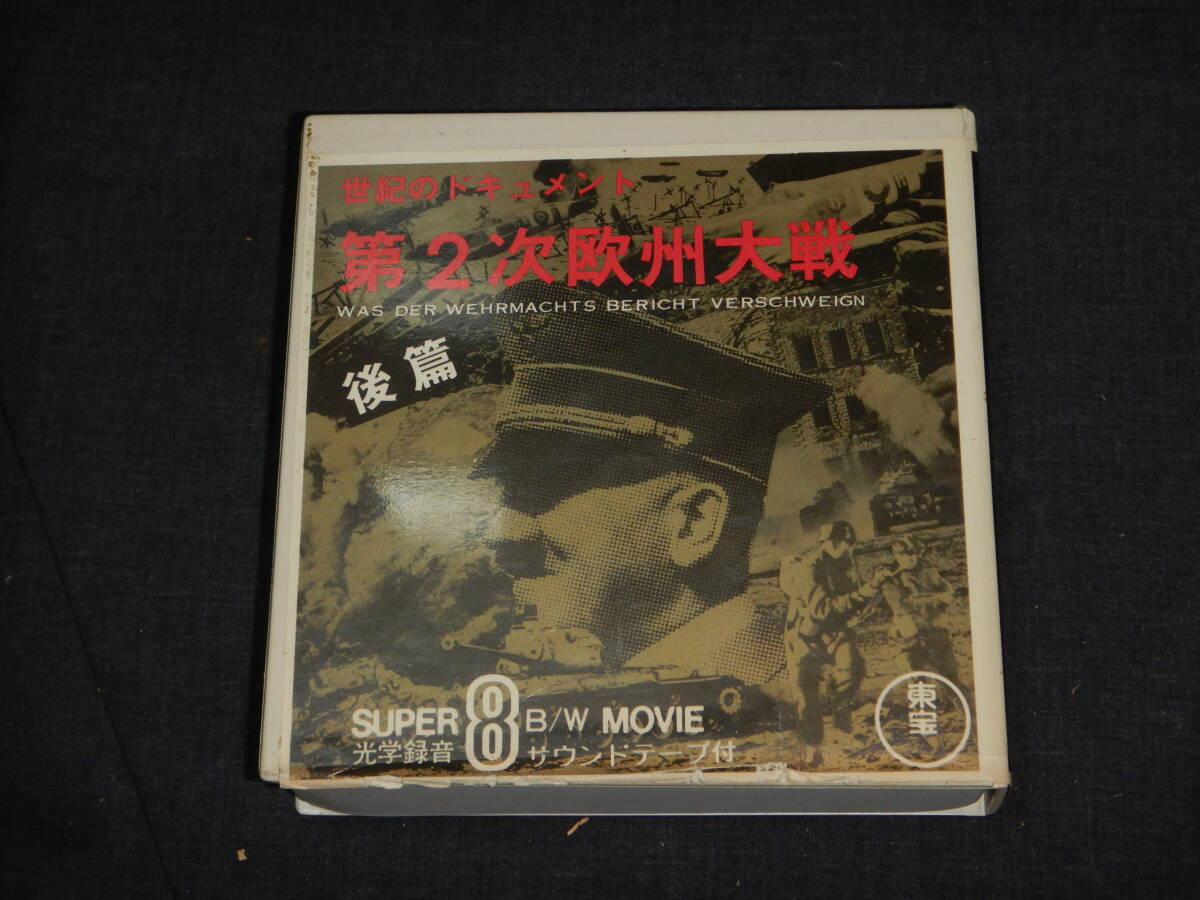 世紀のドキュメント
第2次欧州大戦
WAS DER WEHRMACHTS BERICHT VERSCHWEIGN
後篇
SUPER 8 B/W MOVIE
光学録音 サウンドテープ付
東宝